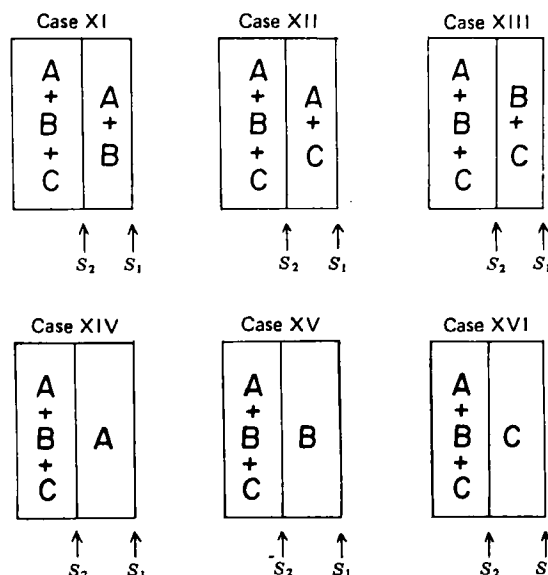 Case XI Case XII Case XIII
A A A
+ A + A + B
B + B + B +
+ B + C + C
C C C
S₂ S₁ S₂ S₁ S₂ S₁
Case XIV Case XV Case XVI
A A A
+ + +
B A B B B C
+ + +
C C C
S₂ S₁ S₂ S₁ S₂ S